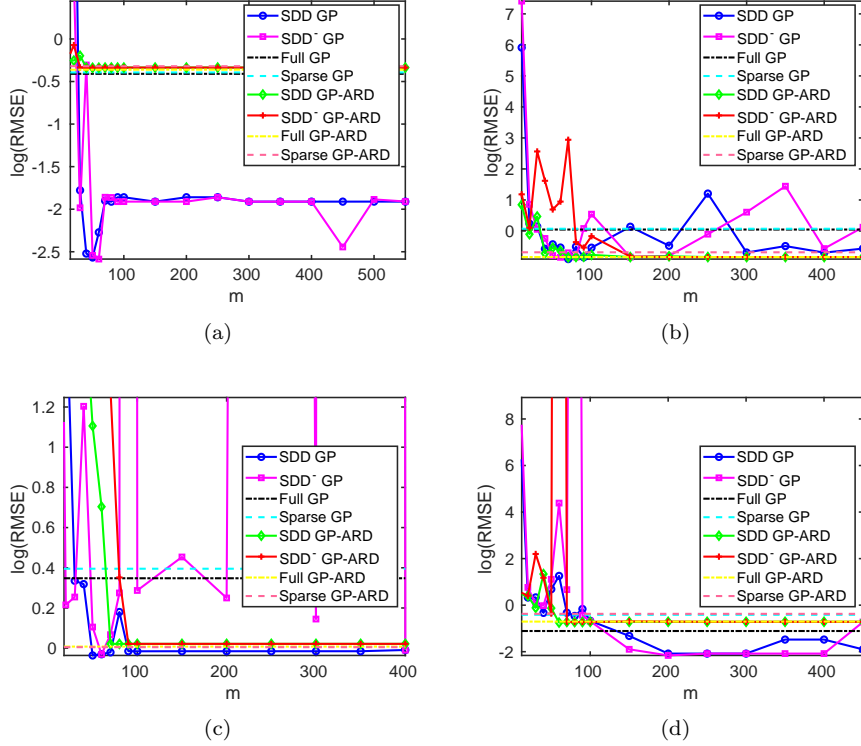 0
-0.5
-1
-1.5
-2
-2.5
100 200 300 400 500
m
log(RMSE)
SDD GP
SDD⁻ GP
Full GP
Sparse GP
SDD GP-ARD
SDD⁻ GP-ARD
Full GP-ARD
Sparse GP-ARD
(a)
7
6
5
4
3
2
1
0
100 200 300 400
m
log(RMSE)
SDD GP
SDD⁻ GP
Full GP
Sparse GP
SDD GP-ARD
SDD⁻ GP-ARD
Full GP-ARD
Sparse GP-ARD
(b)
1.2
1
0.8
0.6
0.4
0.2
0
100 200 300 400
m
log(RMSE)
SDD GP
SDD⁻ GP
Full GP
Sparse GP
SDD GP-ARD
SDD⁻ GP-ARD
Full GP-ARD
Sparse GP-ARD
(c)
8
6
4
2
0
-2
100 200 300 400
m
log(RMSE)
SDD GP
SDD⁻ GP
Full GP
Sparse GP
SDD GP-ARD
SDD⁻ GP-ARD
Full GP-ARD
Sparse GP-ARD
(d)